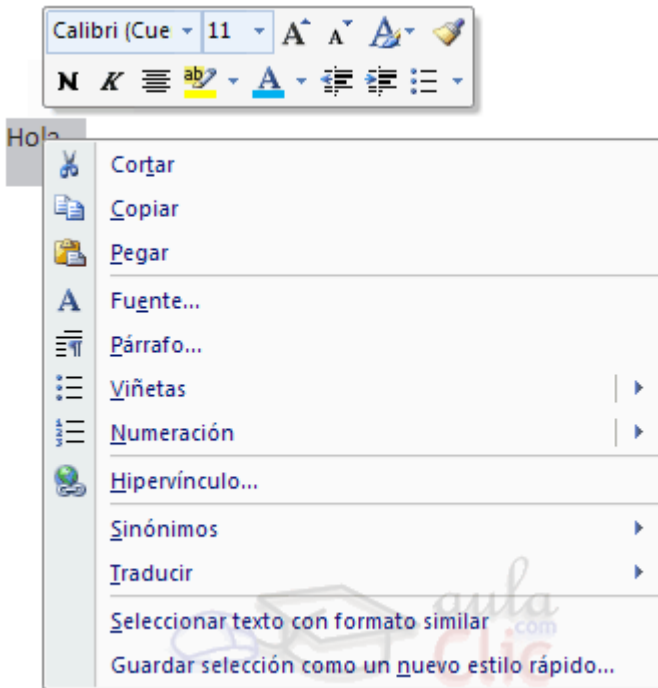 Calibri (Cue 11
Hola
Cortar
Copiar
Pegar
Fuente...
Párrafo...
Viñetas
Numeración
Hipervínculo...
Sinónimos
Traducir
Seleccionar texto con formato similar
Guardar selección como un nuevo estilo rápido...
aula
.com
Clic